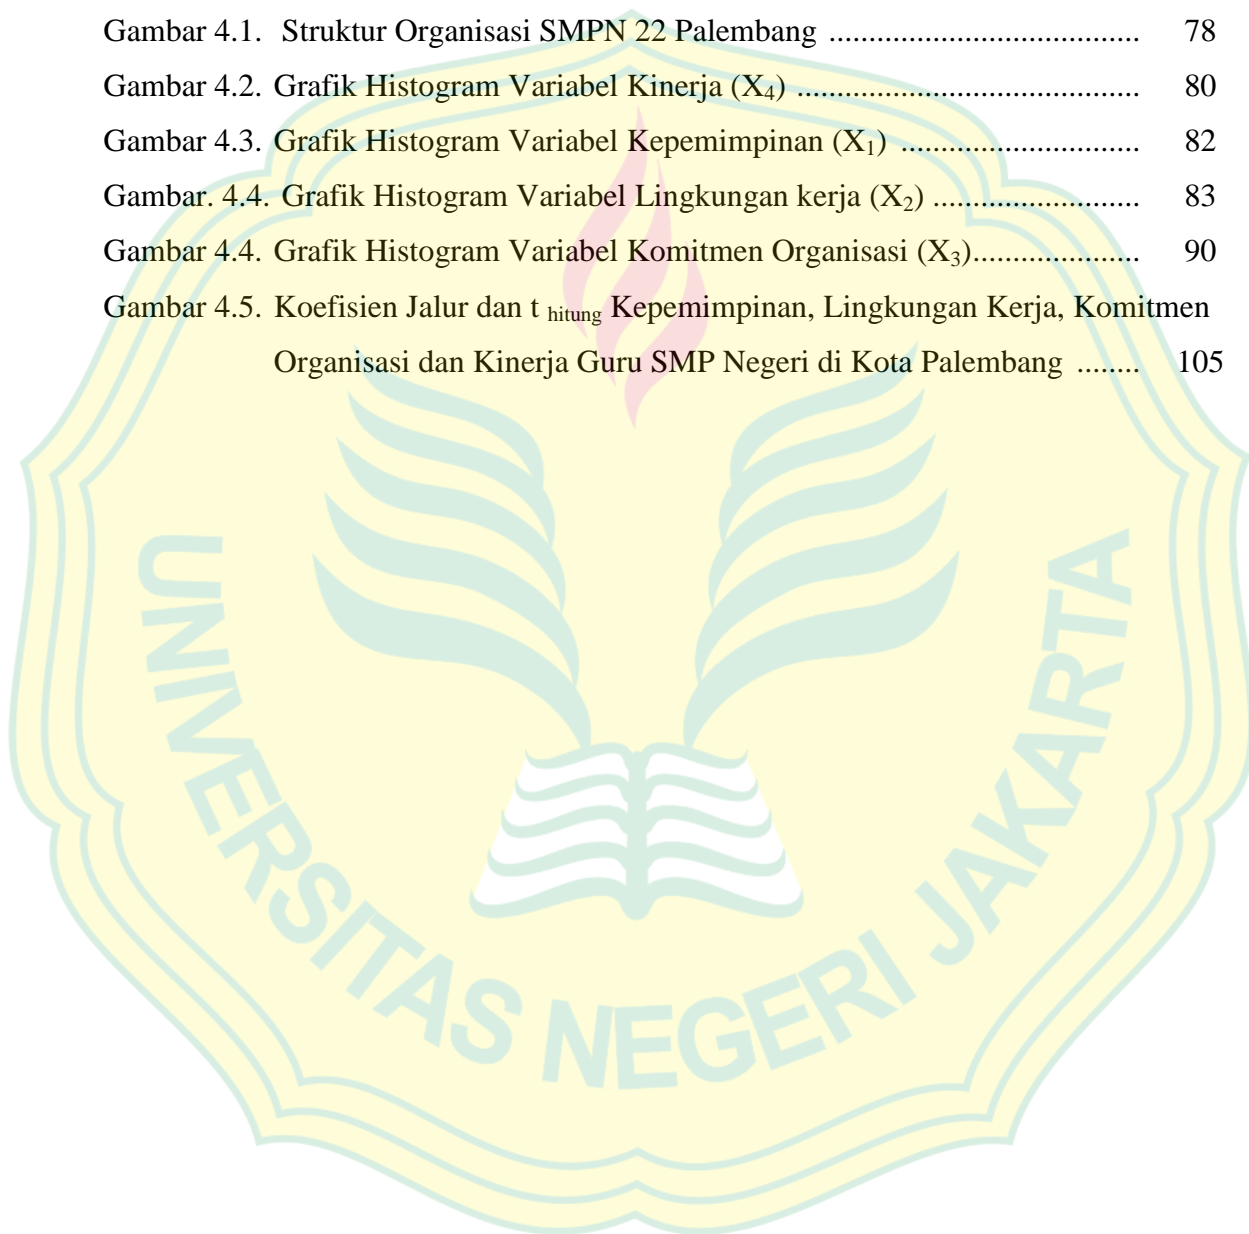 Gambar 4.1. Struktur Organisasi SMPN 22 Palembang ....................................... 78
Gambar 4.2. Grafik Histogram Variabel Kinerja (X4) ........................................... 80
Gambar 4.3. Grafik Histogram Variabel Kepemimpinan (X1) .............................. 82
Gambar. 4.4. Grafik Histogram Variabel Lingkungan kerja (X2) .......................... 83
Gambar 4.4. Grafik Histogram Variabel Komitmen Organisasi (X3)..................... 90
Gambar 4.5. Koefisien Jalur dan t hitung Kepemimpinan, Lingkungan Kerja, Komitmen
Organisasi dan Kinerja Guru SMP Negeri di Kota Palembang ........ 105
UNIVERSITAS NEGERI JAKARTA